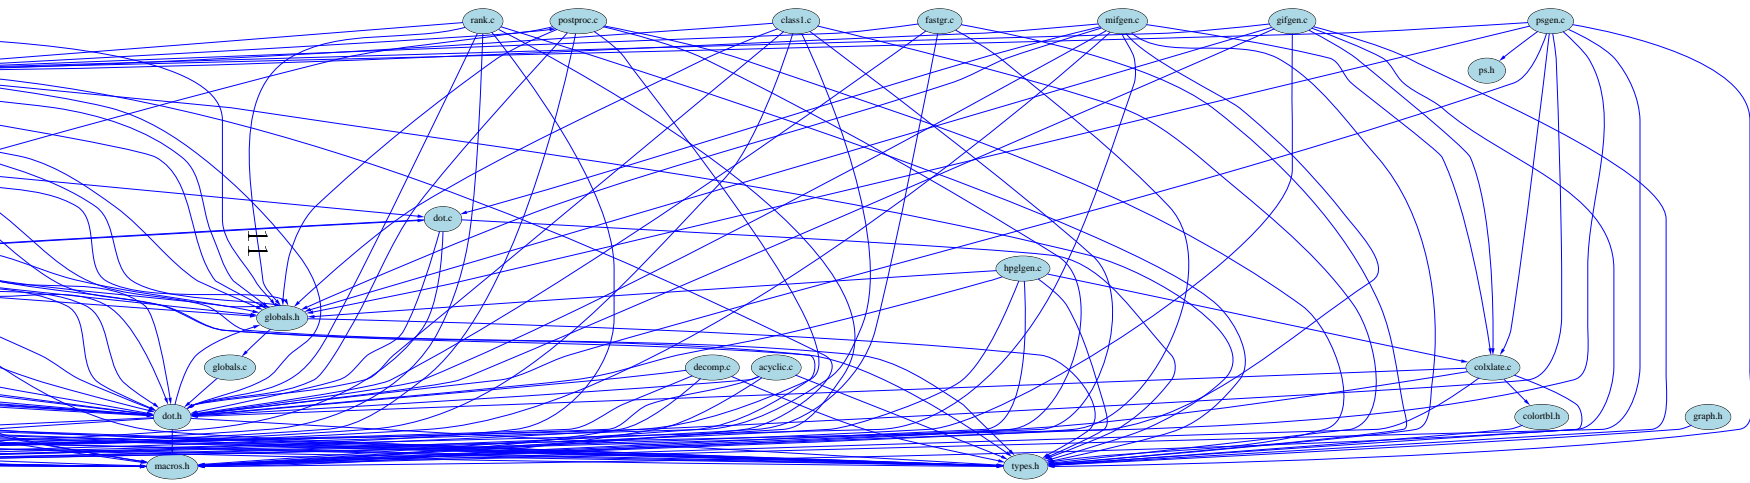 rank.c postproc.c class1.c fastgr.c mifgen.c gifgen.c psgen.c
ps.h
dot.c
11
hpglgen.c
globals.h
globals.c decomp.c acyclic.c colxlate.c
dot.h colortbl.h graph.h
macros.h types.h